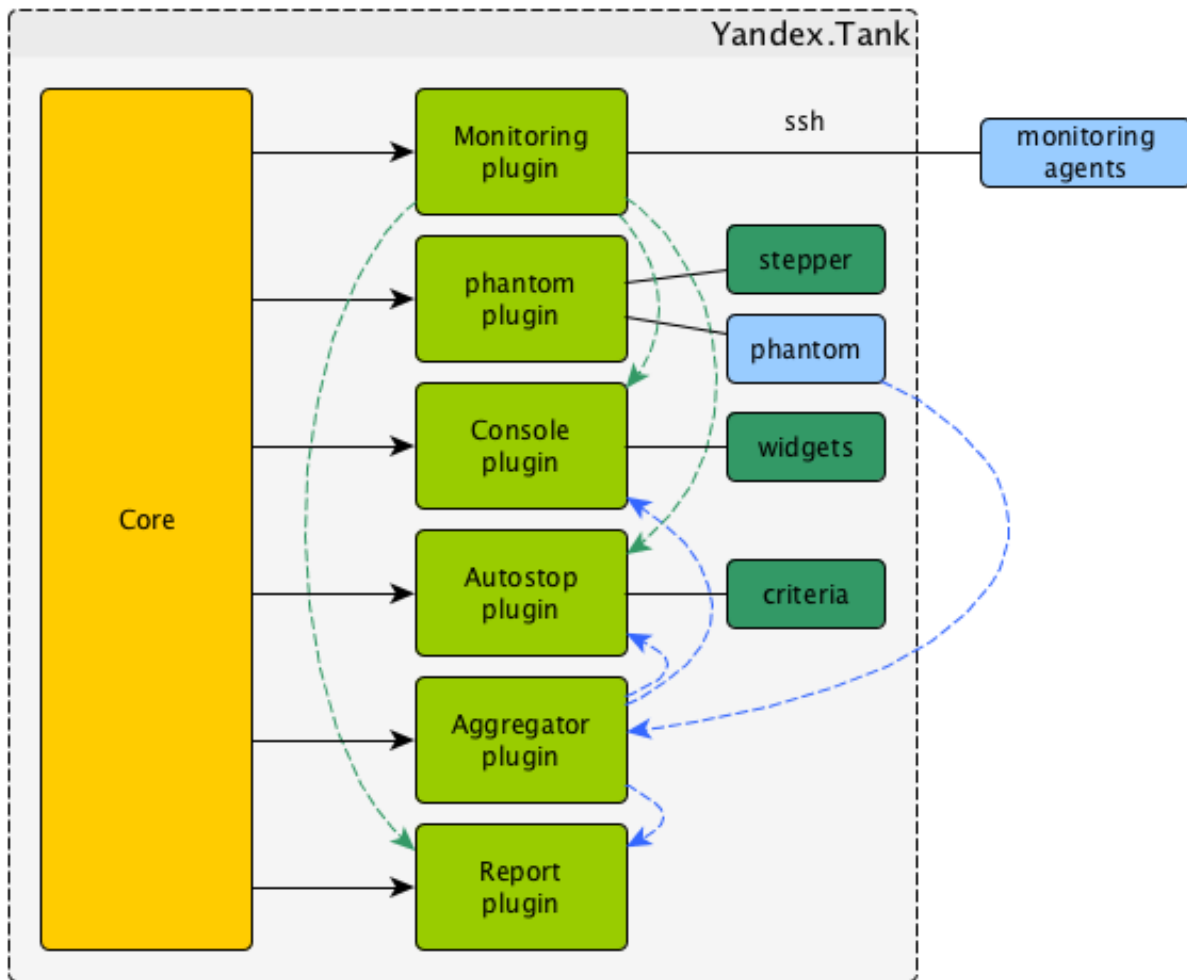 Yandex.Tank
Core
Monitoring
plugin
ssh
monitoring
agents
phantom
plugin
stepper
phantom
Console
plugin
widgets
Autostop
plugin
criteria
Aggregator
plugin
Report
plugin